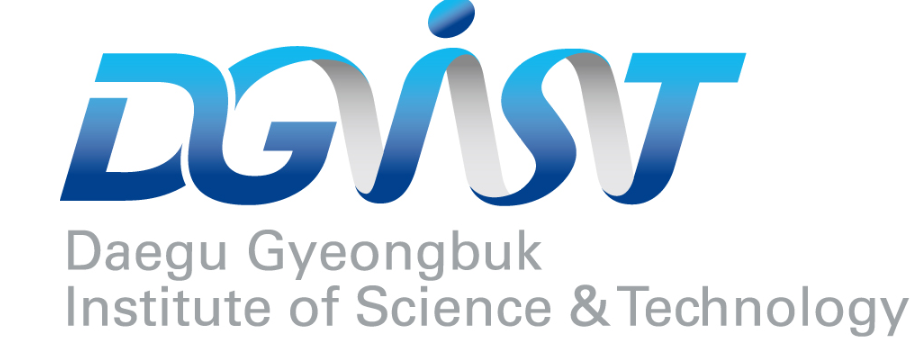 DGIST
Daegu Gyeongbuk
Institute of Science & Technology